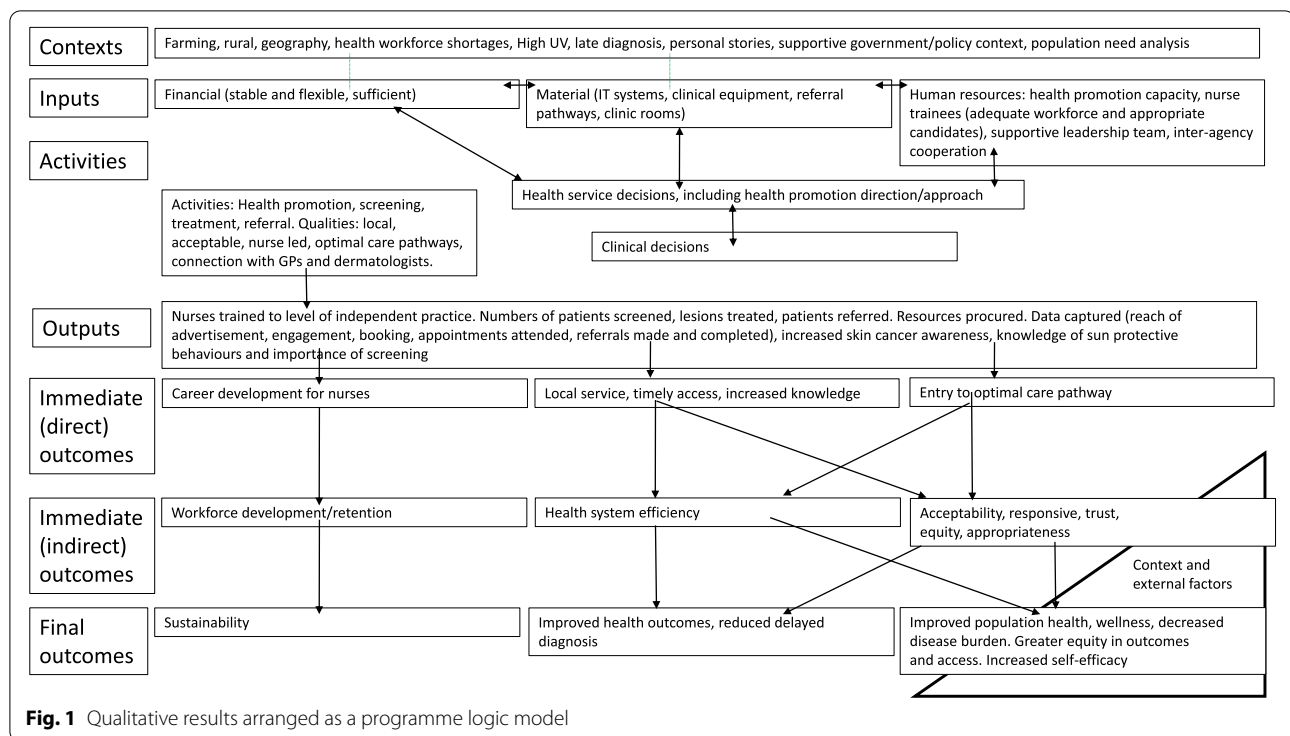 Contexts
Farming, rural, geography, health workforce shortages, High UV, late diagnosis, personal stories, supportive government/policy context, population need analysis
Inputs
Financial (stable and flexible, sufficient)
Material (IT systems, clinical equipment, referral
pathways, clinic rooms)
Human resources: health promotion capacity, nurse
trainees (adequate workforce and appropriate
candidates), supportive leadership team, inter-agency
cooperation
Activities
Health service decisions, including health promotion direction/approach
Activities: Health promotion, screening,
treatment, referral. Qualities: local,
acceptable, nurse led, optimal care pathways,
connection with GPs and dermatologists.
Clinical decisions
Outputs
Nurses trained to level of independent practice. Numbers of patients screened, lesions treated, patients referred. Resources procured. Data captured (reach of
advertisement, engagement, booking, appointments attended, referrals made and completed), increased skin cancer awareness, knowledge of sun protective
behaviours and importance of screening
Immediate
(direct)
outcomes
Career development for nurses
Local service, timely access, increased knowledge
Entry to optimal care pathway
Immediate
(indirect)
outcomes
Workforce development/retention
Health system efficiency
Acceptability, responsive, trust,
equity, appropriateness
Context and
external factors
Final
outcomes
Sustainability
Improved health outcomes, reduced delayed
diagnosis
Improved population health, wellness, decreased
disease burden. Greater equity in outcomes
and access. Increased self-efficacy
Fig. 1 Qualitative results arranged as a programme logic model